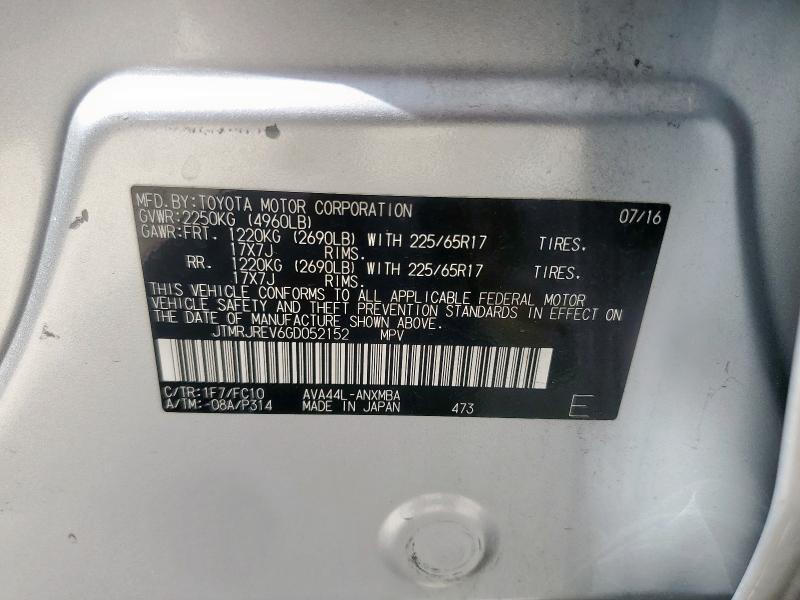 MFD.BY:TOYOTA MOTOR CORPORATION 07/16
GVWR:2250KG (4960LB)
GAWR:FRT. 1220KG (2690LB) WITH 225/65R17 TIRES.
17X7J RIMS.
RR. 1220KG (2690LB) WITH 225/65R17 TIRES.
17X7J RIMS.
THIS VEHICLE CONFORMS TO ALL APPLICABLE FEDERAL MOTOR
VEHICLE SAFETY AND THEFT PREVENTION STANDARDS IN EFFECT ON
THE DATE OF MANUFACTURE SHOWN ABOVE.
JTMRJREV6GD052152 MPV
C/TR:1F7/FC10 AVA44L-ANXMBA
A/TM:-08A/P314 MADE IN JAPAN 473 E